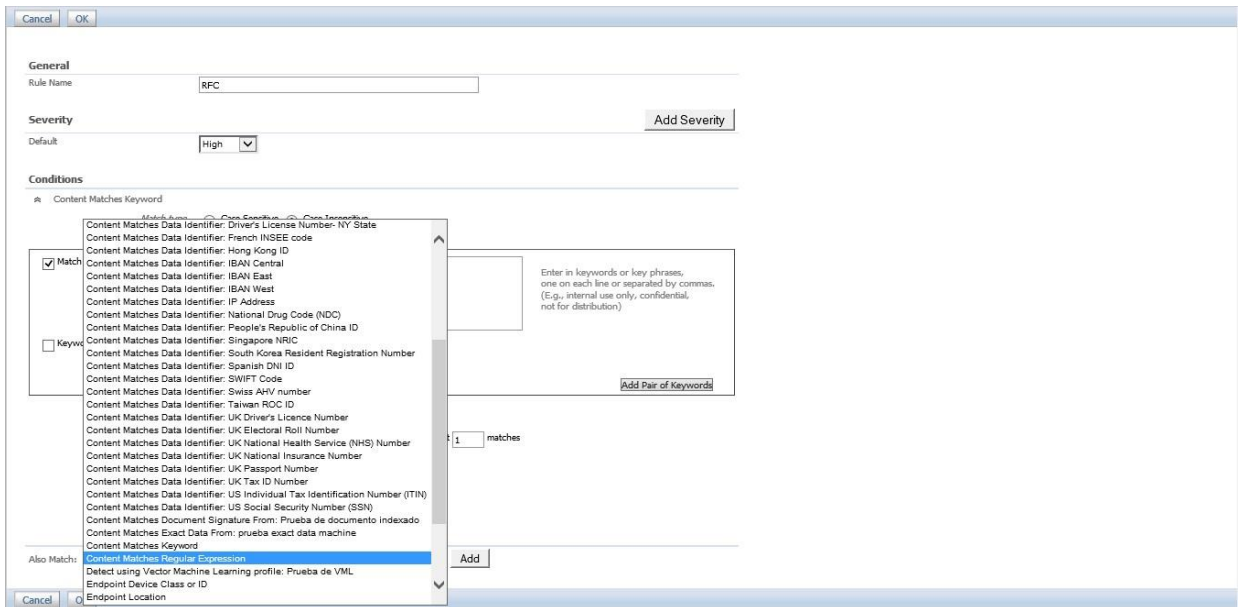 Cancel OK
General
Rule Name RFC
Severity Add Severity
Default High
Conditions
Content Matches Keyword
Match type Case Sensitive Case Insensitive
Content Matches Data Identifier: Driver's License Number- NY State
Content Matches Data Identifier: French INSEE code
Content Matches Data Identifier: Hong Kong ID
Match
Content Matches Data Identifier: IBAN Central
Content Matches Data Identifier: IBAN East
Content Matches Data Identifier: IBAN West
Content Matches Data Identifier: IP Address
Content Matches Data Identifier: National Drug Code (NDC)
Content Matches Data Identifier: People's Republic of China ID
Enter in keywords or key phrases,
one on each line or separated by commas.
(E.g., internal use only, confidential,
not for distribution)
Keywo
Content Matches Data Identifier: Singapore NRIC
Content Matches Data Identifier: South Korea Resident Registration Number
Content Matches Data Identifier: Spanish DNI ID
Content Matches Data Identifier: SWIFT Code
Content Matches Data Identifier: Swiss AHV number
Add Pair of Keywords
Content Matches Data Identifier: Taiwan ROC ID
Content Matches Data Identifier: UK Driver's Licence Number
Content Matches Data Identifier: UK Electoral Roll Number
Content Matches Data Identifier: UK National Health Service (NHS) Number
t 1 matches
Content Matches Data Identifier: UK National Insurance Number
Content Matches Data Identifier: UK Passport Number
Content Matches Data Identifier: UK Tax ID Number
Content Matches Data Identifier: US Individual Tax Identification Number (ITIN)
Content Matches Data Identifier: US Social Security Number (SSN)
Content Matches Document Signature From: Prueba de documento indexado
Content Matches Exact Data From: prueba exact data machine
Content Matches Keyword
Also Match: Content Matches Regular Expression Add
Detect using Vector Machine Learning profile: Prueba de VML
Endpoint Device Class or ID
Endpoint Location
Cancel O